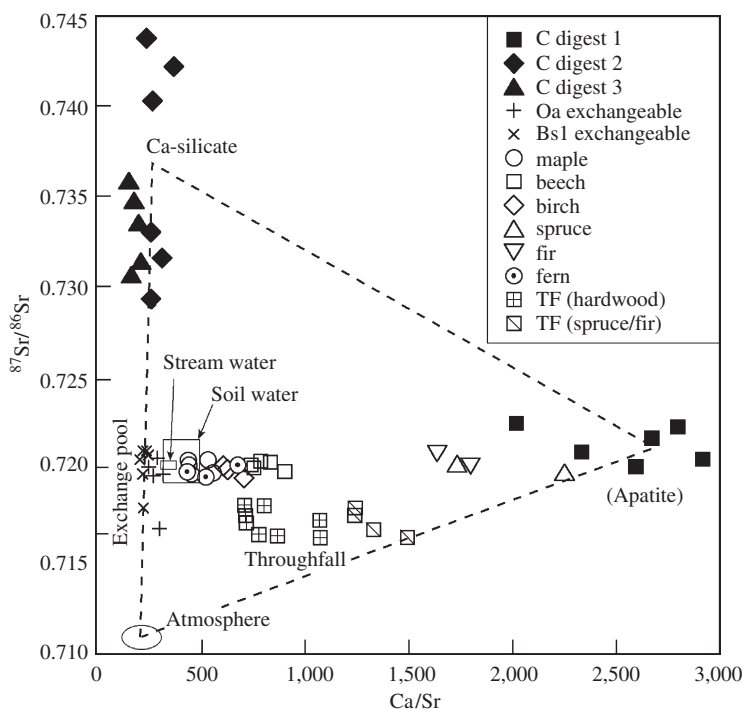 0.745
0.740
0.735
0.730
0.725
0.720
0.715
0.710
⁸⁷Sr/⁸⁶Sr
0
500
1,000
1,500
2,000
2,500
3,000
Ca/Sr
C digest 1
C digest 2
C digest 3
Oa exchangeable
Bs1 exchangeable
maple
beech
birch
spruce
fir
fern
TF (hardwood)
TF (spruce/fir)
Ca-silicate
Stream water
Soil water
Exchange pool
(Apatite)
Throughfall
Atmosphere